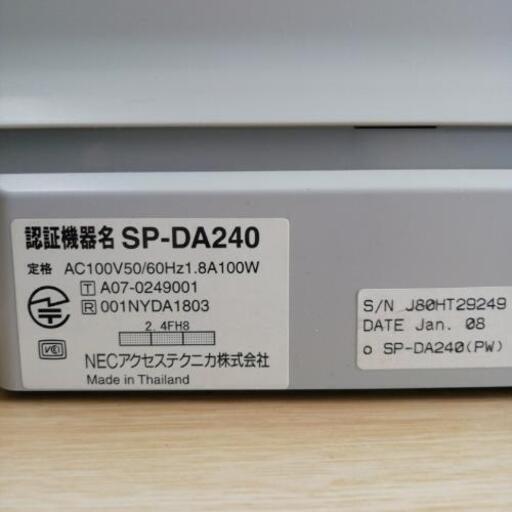 認証機器名 SP-DA240
定格 AC100V50/60Hz1.8A100W
T A07-0249001
R 001NYDA1803
2.4FH8
VCI
NECアクセステクニカ株式会社
Made in Thailand
S/N J80HT29249
DATE Jan. 08
o SP-DA240(PW)